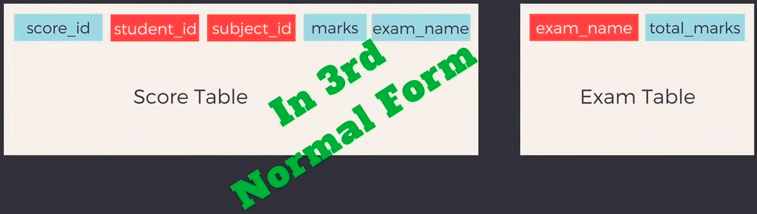 score_id student_id subject_id marks exam_name
Score Table
In 3rd
Normal Form
exam_name total_marks
Exam Table